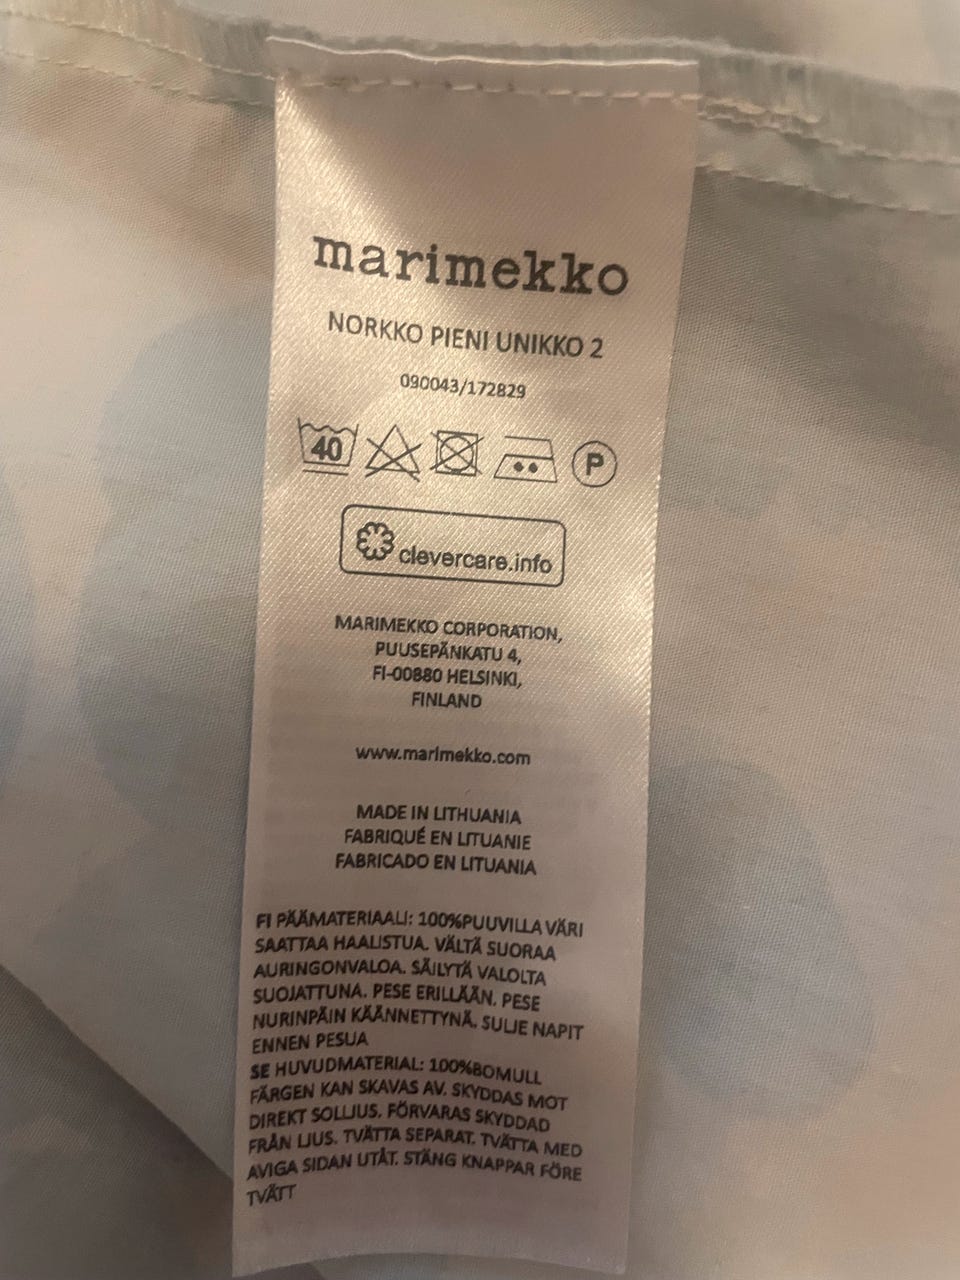 marimekko
NORKKO PIENI UNIKKO 2
090043/172829
40 P
clevercare.info
MARIMEKKO CORPORATION,
PUUSEPÄNKATU 4,
FI-00880 HELSINKI,
FINLAND
www.marimekko.com
MADE IN LITHUANIA
FABRIQUÉ EN LITUANIE
FABRICADO EN LITUANIA
FI PÄÄMATERIAALI: 100%PUUVILLA VÄRI
SAATTAA HAALISTUA. VÄLTÄ SUORAA
AURINGONVALOA. SÄILYTÄ VALOLTA
SUOJATTUNA. PESE ERILLÄÄN. PESE
NURINPÄIN KÄÄNNETTYNÄ. SULJE NAPIT
ENNEN PESUA
SE HUVUDMATERIAL: 100%BOMULL
FÄRGEN KAN SKAVAS AV. SKYDDAS MOT
DIREKT SOLLJUS. FÖRVARAS SKYDDAD
FRÅN LJUS. TVÄTTA SEPARAT. TVÄTTA MED
AVIGA SIDAN UTÅT. STÄNG KNAPPAR FÖRE
TVÄTT